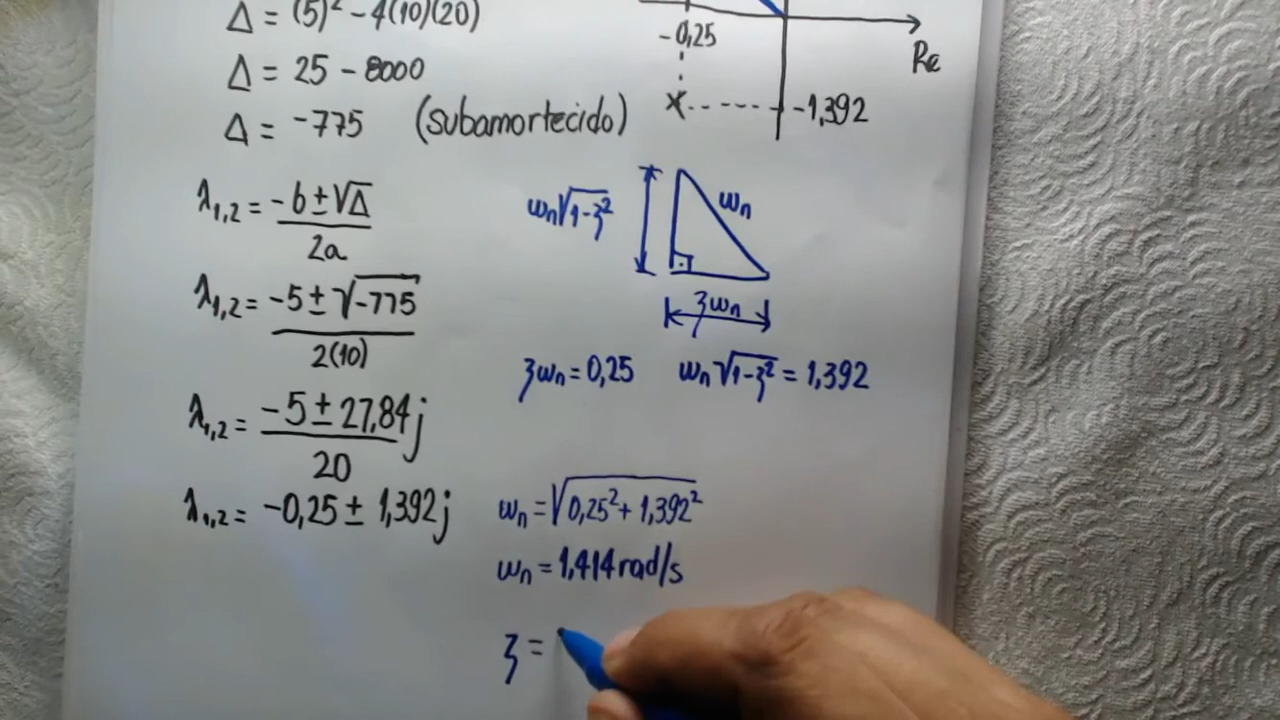 Δ = (5)² - 4(10)(20)
Δ = 25 - 8000
Δ = -775 (subamortecido)
λ1,2 = -b ± √Δ / 2a
λ1,2 = -5 ± √-775 / 2(10)
λ1,2 = -5 ± 27,84j / 20
λ1,2 = -0,25 ± 1,392j
-0,25
Re
-1,392
ωn√1-ζ²
ωn
ζωn
ζωn = 0,25 ωn√1-ζ² = 1,392
ωn = √0,25² + 1,392²
ωn = 1,414 rad/s
ζ =